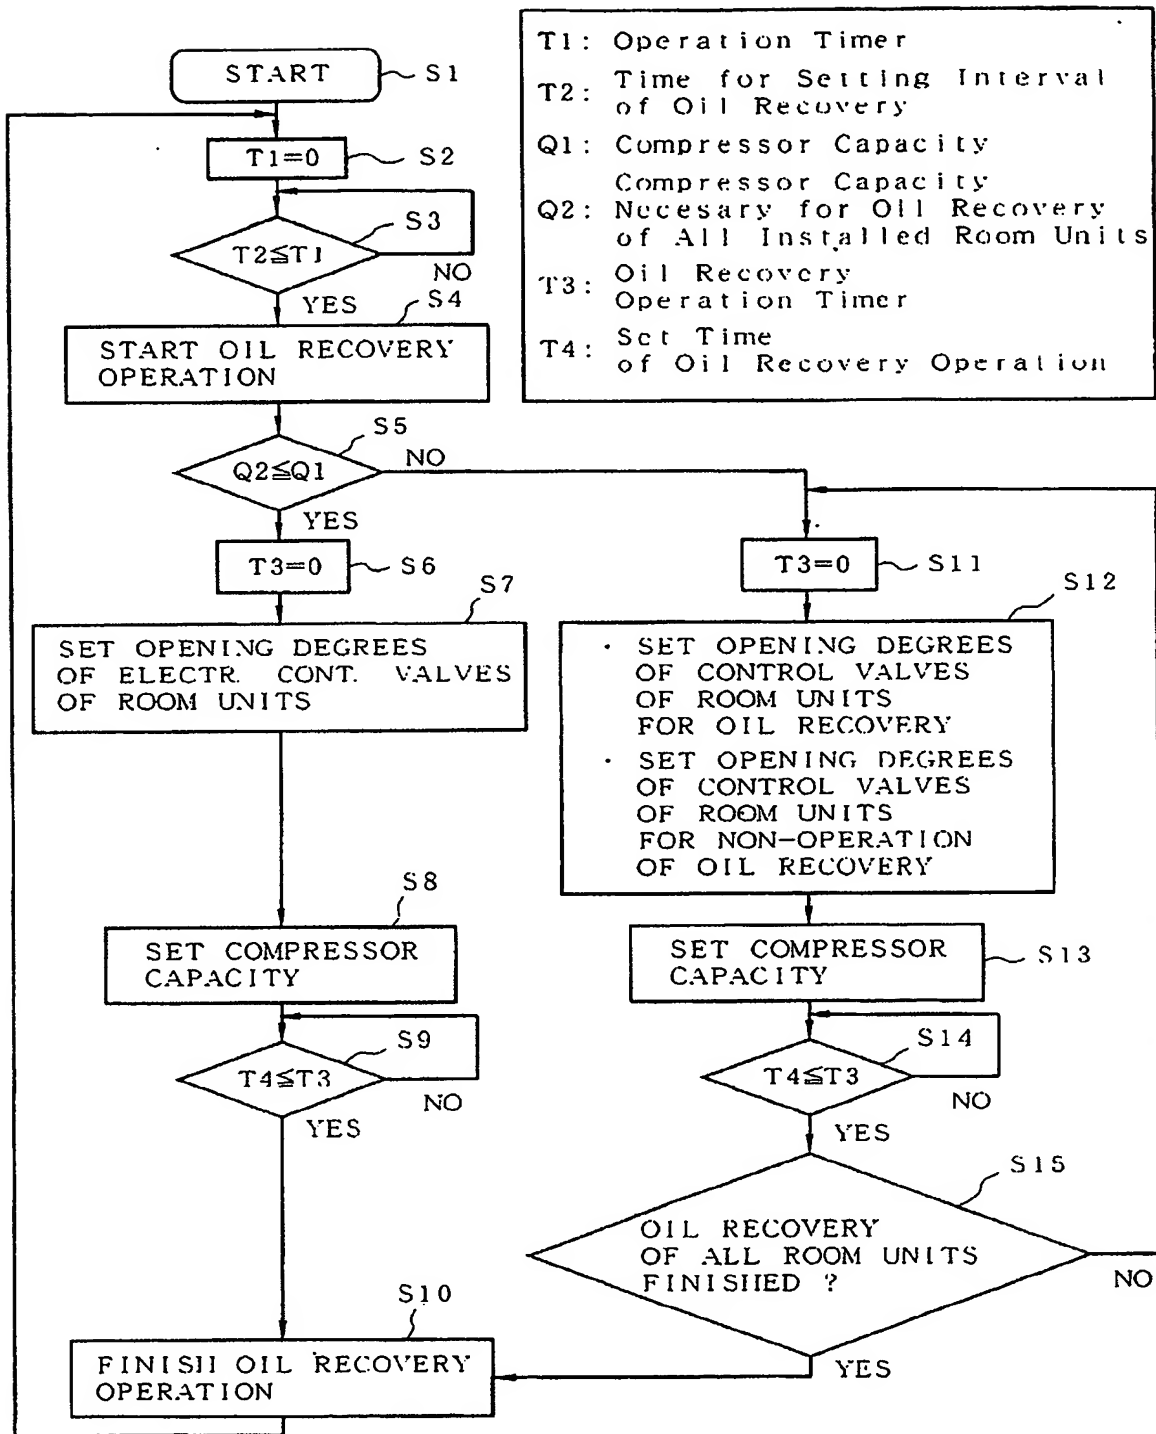 START
S1
T1=0
S2
T2≦T1
S3
NO
YES
S4
START OIL RECOVERY
OPERATION
Q2≦Q1
S5
NO
YES
T3=0
S6
S7
SET OPENING DEGREES
OF ELECTR. CONT. VALVES
OF ROOM UNITS
S8
SET COMPRESSOR
CAPACITY
S9
T4≦T3
NO
YES
S10
FINISH OIL RECOVERY
OPERATION
T1: Operation Timer
T2: Time for Setting Interval
of Oil Recovery
Q1: Compressor Capacity
Compressor Capacity
Q2: Necesary for Oil Recovery
of All Installed Room Units
T3: Oil Recovery
Operation Timer
T4: Set Time
of Oil Recovery Operation
T3=0
S11
S12
· SET OPENING DEGREES
OF CONTROL VALVES
OF ROOM UNITS
FOR OIL RECOVERY
· SET OPENING DEGREES
OF CONTROL VALVES
OF ROOM UNITS
FOR NON-OPERATION
OF OIL RECOVERY
SET COMPRESSOR
CAPACITY
S13
S14
T4≦T3
NO
YES
S15
OIL RECOVERY
OF ALL ROOM UNITS
FINISHED ?
NO
YES